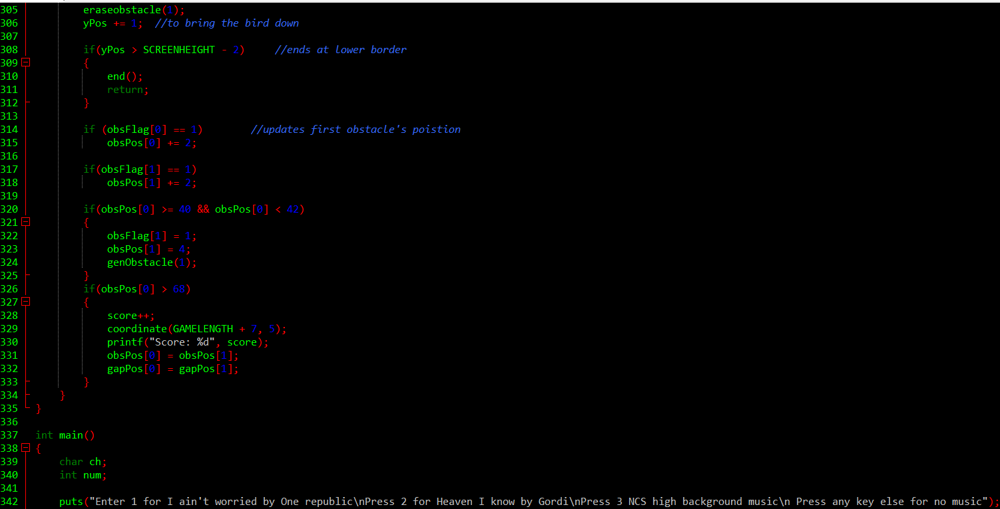 305 eraseobstacle(1);
306 yPos += 1; //to bring the bird down
307
308 if(yPos > SCREENHEIGHT - 2) //ends at lower border
309 {
310 end();
311 return;
312 }
313
314 if (obsFlag[0] == 1) //updates first obstacle's poistion
315 obsPos[0] += 2;
316
317 if(obsFlag[1] == 1)
318 obsPos[1] += 2;
319
320 if(obsPos[0] >= 40 && obsPos[0] < 42)
321 {
322 obsFlag[1] = 1;
323 obsPos[1] = 4;
324 genObstacle(1);
325 }
326 if(obsPos[0] > 68)
327 {
328 score++;
329 coordinate(GAMELENGTH + 7, 5);
330 printf("Score: %d", score);
331 obsPos[0] = obsPos[1];
332 gapPos[0] = gapPos[1];
333 }
334 }
335 }
336
337 int main()
338 {
339 char ch;
340 int num;
341
342 puts("Enter 1 for I ain't worried by One republic\nPress 2 for Heaven I know by Gordi\nPress 3 NCS high background music\n Press any key else for no music");